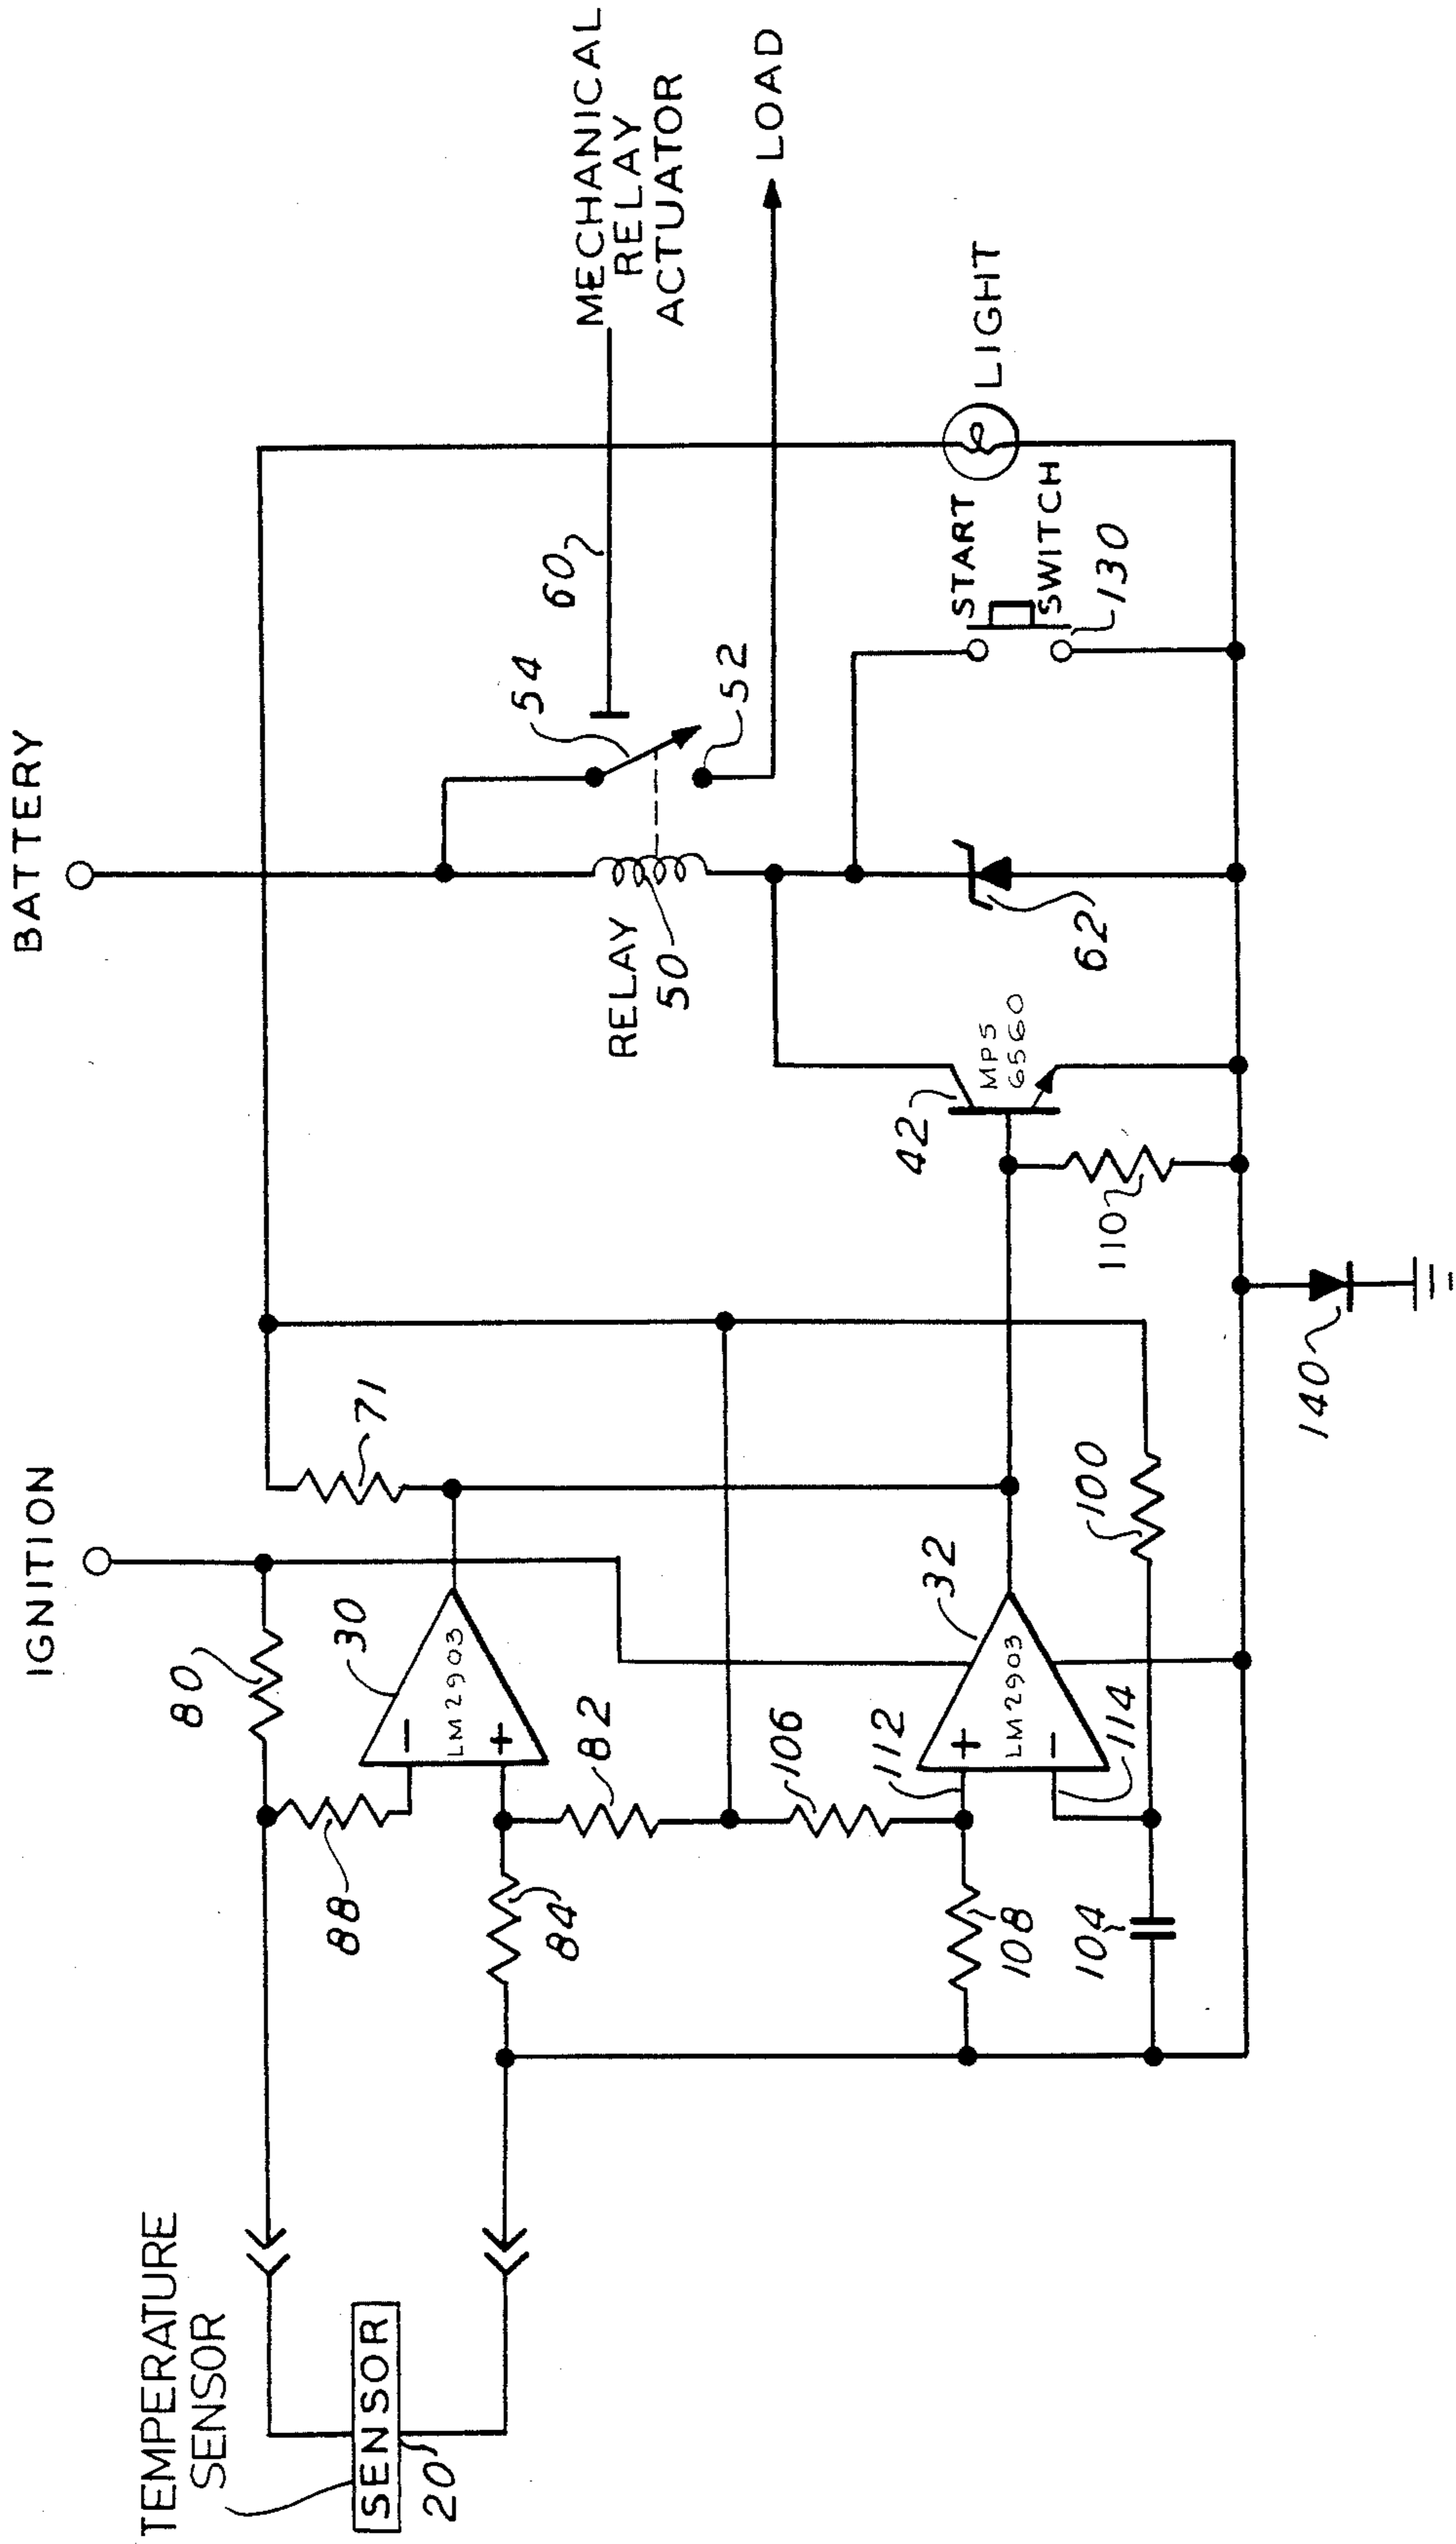 TEMPERATURE
SENSOR
SENSOR
20
IGNITION
80
88
30
LM2903
71
82
84
106
112
32
LM2903
114
108
104
100
BATTERY
RELAY
50
54
52
60
MECHANICAL
RELAY
ACTUATOR
LOAD
42
MPS
6560
110
62
START
SWITCH
130
LIGHT
140